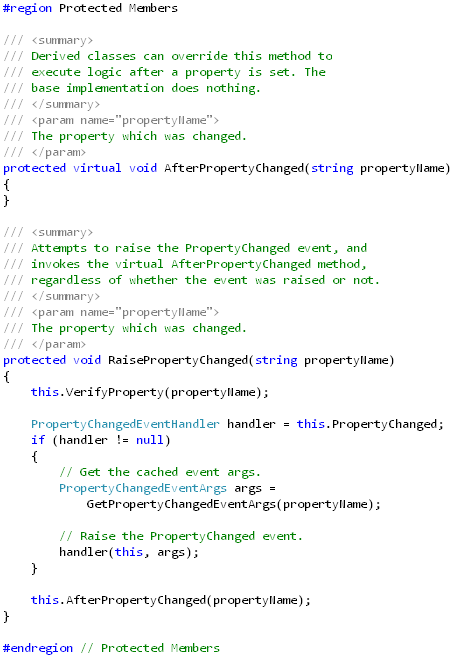 #region Protected Members

/// <summary>
/// Derived classes can override this method to
/// execute logic after a property is set. The
/// base implementation does nothing.
/// </summary>
/// <param name="propertyName">
/// The property which was changed.
/// </param>
protected virtual void AfterPropertyChanged(string propertyName)
{
}

/// <summary>
/// Attempts to raise the PropertyChanged event, and
/// invokes the virtual AfterPropertyChanged method,
/// regardless of whether the event was raised or not.
/// </summary>
/// <param name="propertyName">
/// The property which was changed.
/// </param>
protected void RaisePropertyChanged(string propertyName)
{
    this.VerifyProperty(propertyName);

    PropertyChangedEventHandler handler = this.PropertyChanged;
    if (handler != null)
    {
        // Get the cached event args.
        PropertyChangedEventArgs args =
            GetPropertyChangedEventArgs(propertyName);

        // Raise the PropertyChanged event.
        handler(this, args);
    }

    this.AfterPropertyChanged(propertyName);
}

#endregion // Protected Members